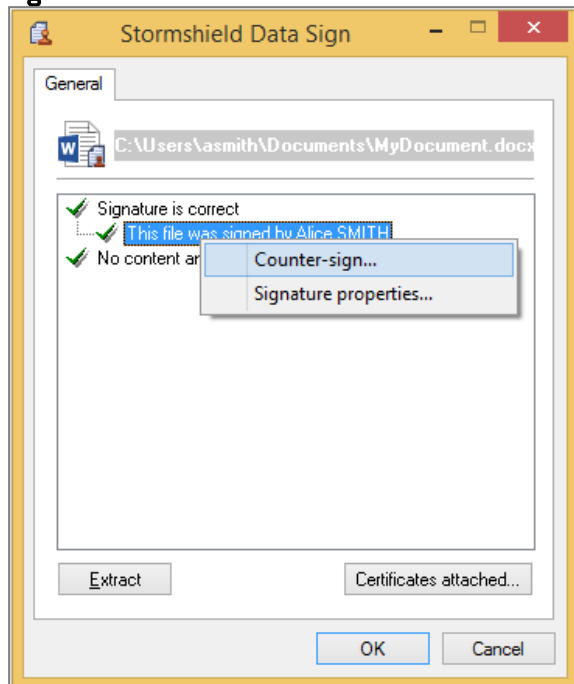 Stormshield Data Sign
General
C:\Users\asmith\Documents\MyDocument.docx
Signature is correct
This file was signed by Alice SMITH
No content
Counter-sign...
Signature properties...
Extract
Certificates attached...
OK
Cancel